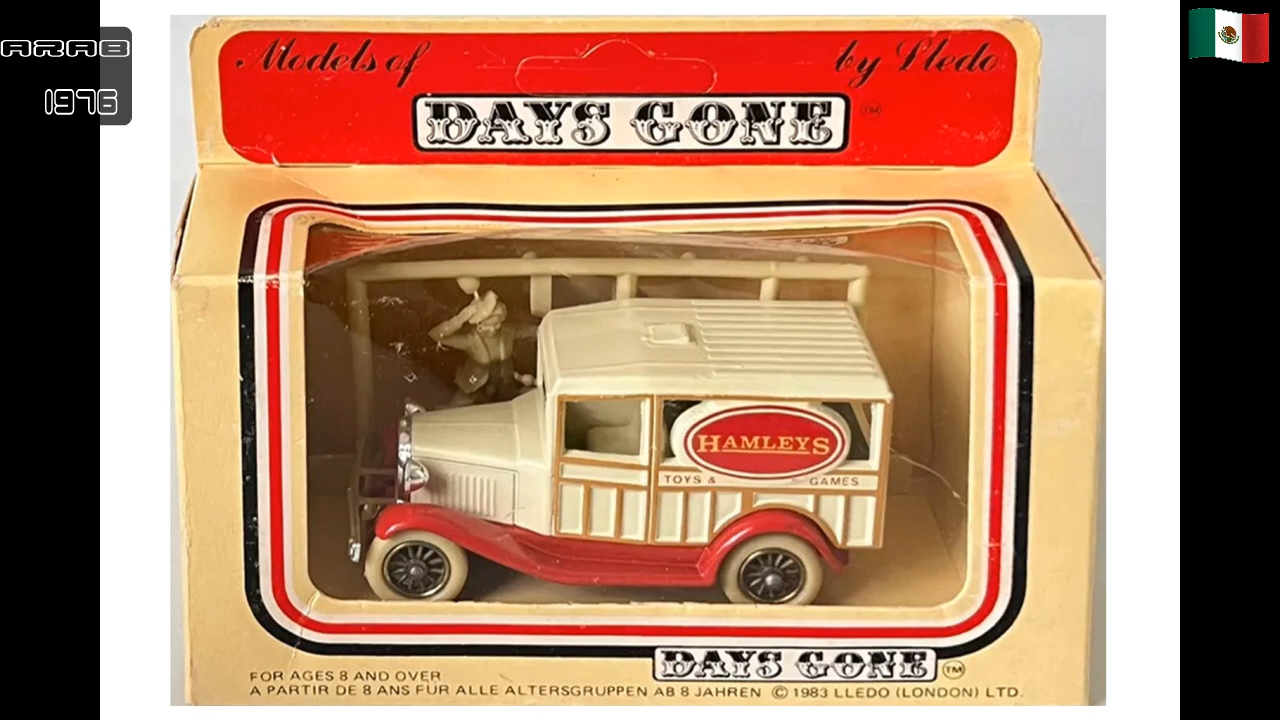 ARAB
1976
Models of
by Lledo
DAYS GONE TM
HAMLEYS
TOYS & GAMES
DAYS GONE TM
FOR AGES 8 AND OVER
A PARTIR DE 8 ANS FUR ALLE ALTERSGRUPPEN AB 8 JAHREN © 1983 LLEDO (LONDON) LTD.